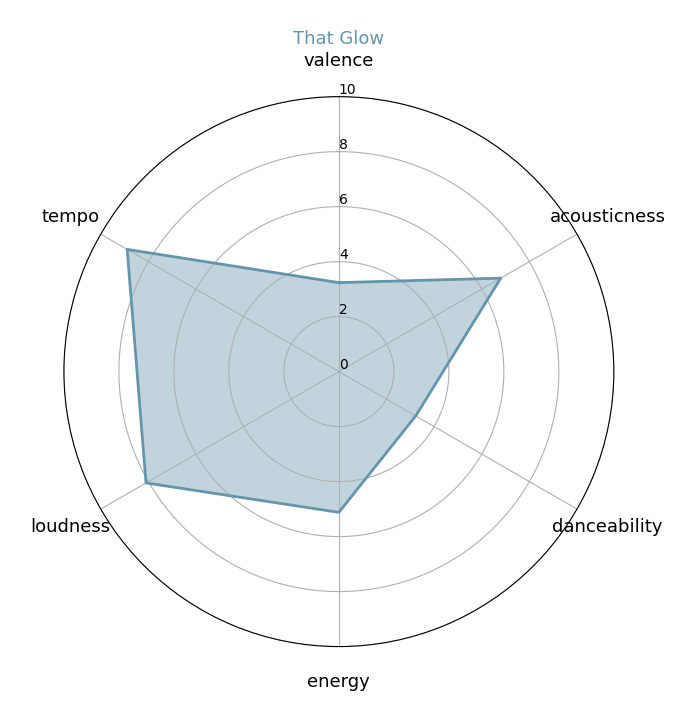 That Glow
valence
10
8
tempo
acousticness
6
4
2
0
loudness
danceability
energy